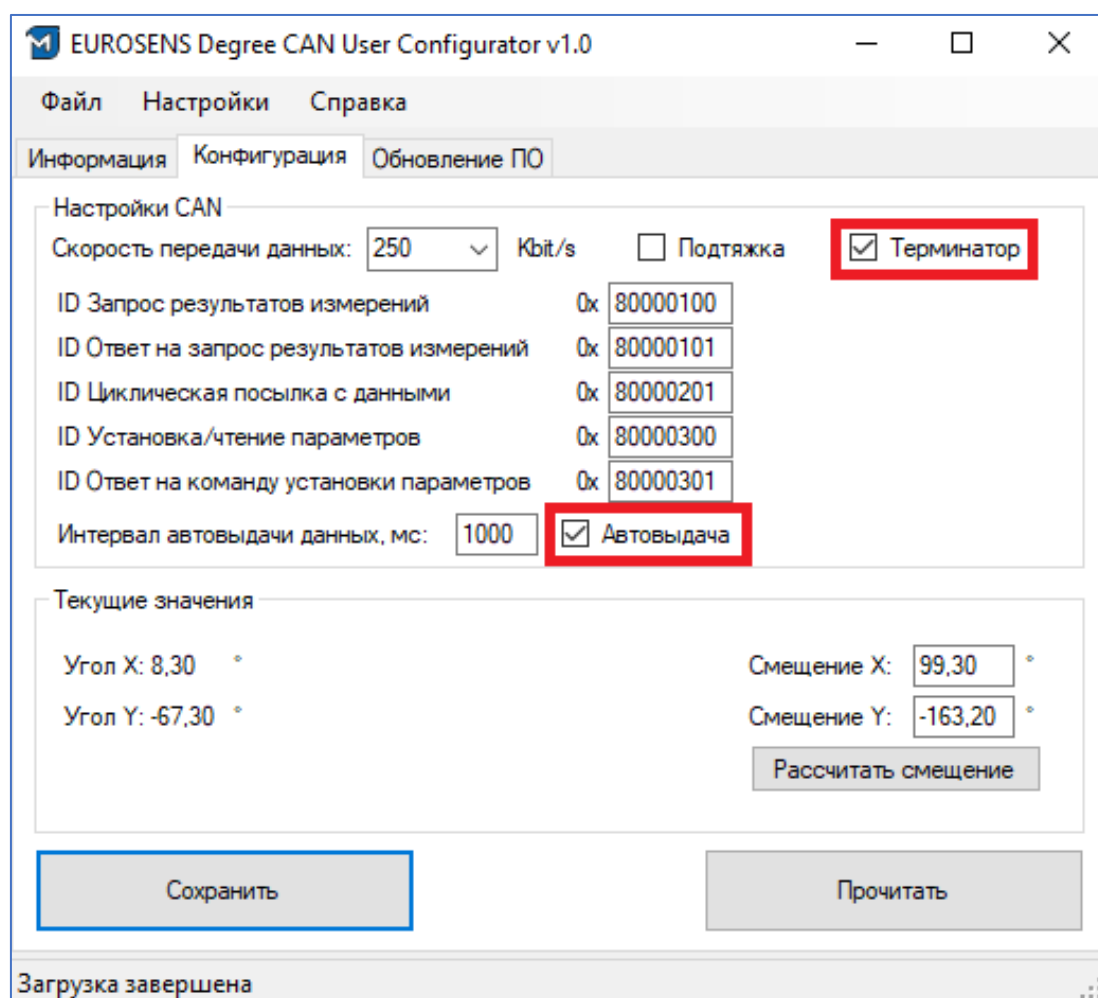 EUROSENS Degree CAN User Configurator v1.0
Файл Настройки Справка
Информация Конфигурация Обновление ПО
Настройки CAN
Скорость передачи данных: 250 Kbit/s Подтяжка Терминатор
ID Запрос результатов измерений 0x 80000100
ID Ответ на запрос результатов измерений 0x 80000101
ID Циклическая посылка с данными 0x 80000201
ID Установка/чтение параметров 0x 80000300
ID Ответ на команду установки параметров 0x 80000301
Интервал автовыдачи данных, мс: 1000 Автовыдача
Текущие значения
Угол X: 8,30 ° Смещение X: 99,30 °
Угол Y: -67,30 ° Смещение Y: -163,20 °
Рассчитать смещение
Сохранить Прочитать
Загрузка завершена